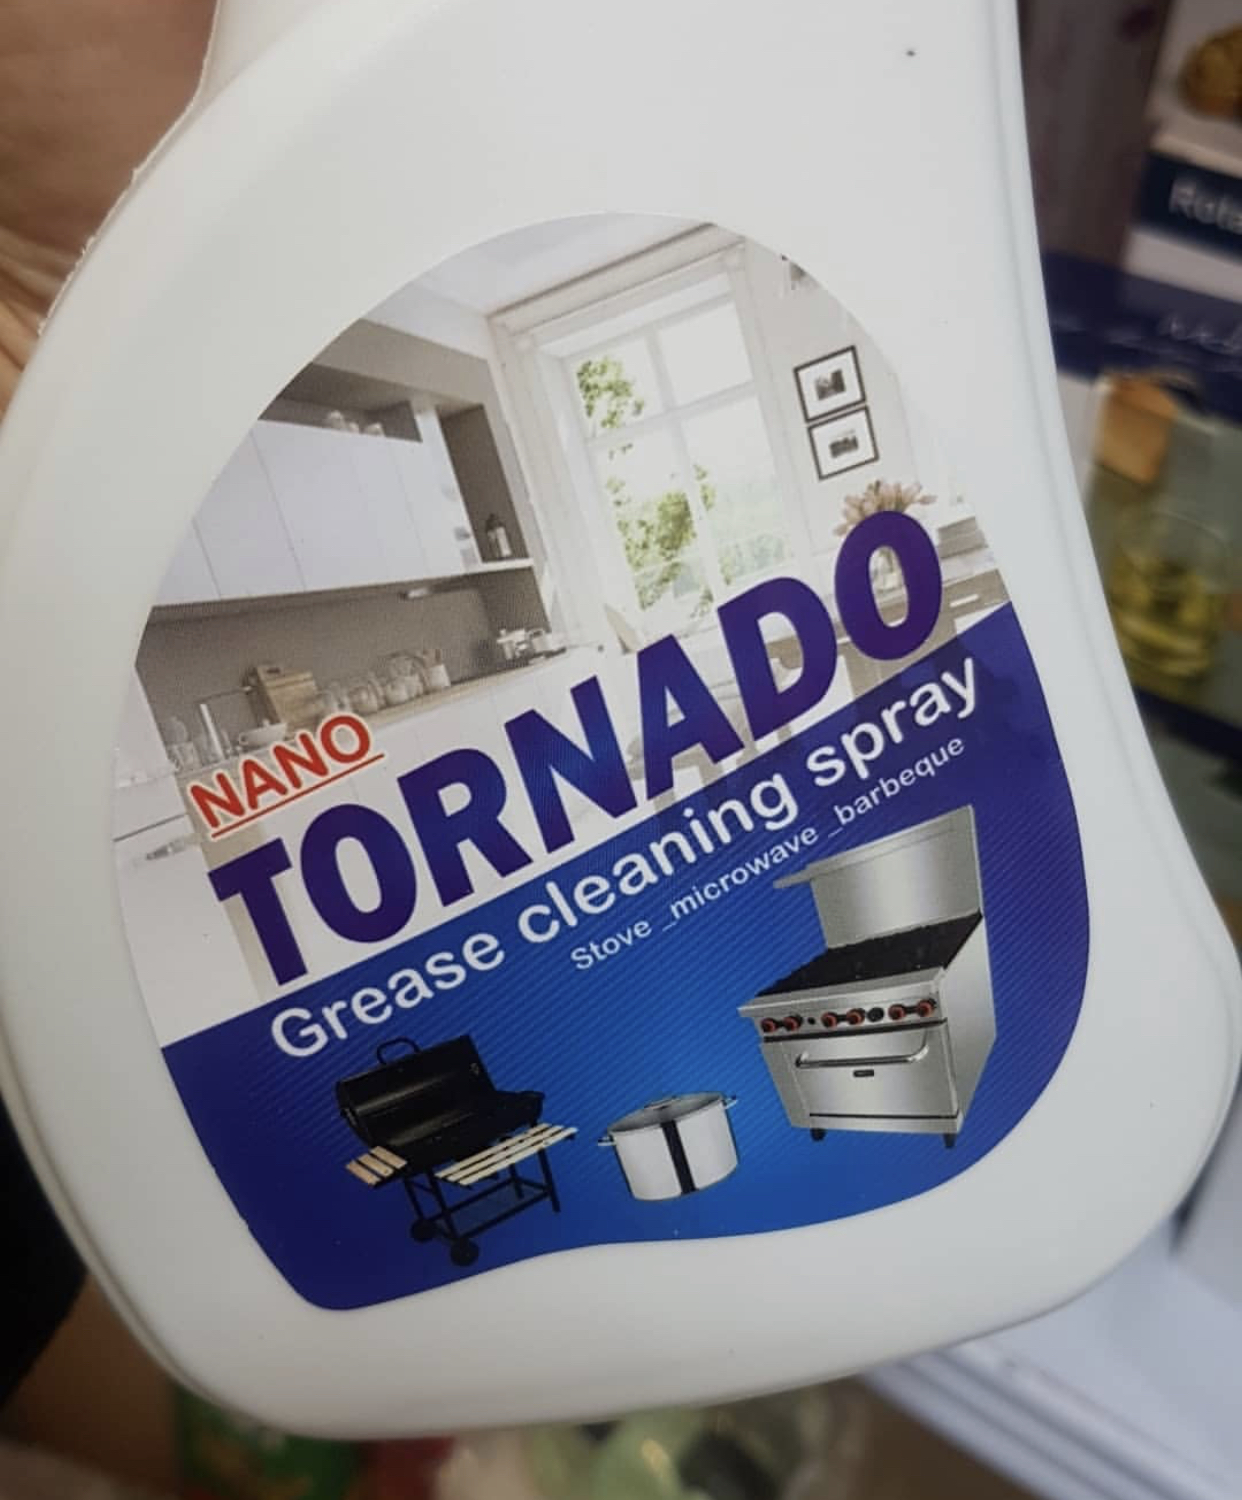 NANO
TORNADO
Grease cleaning spray
Stove _microwave _barbeque